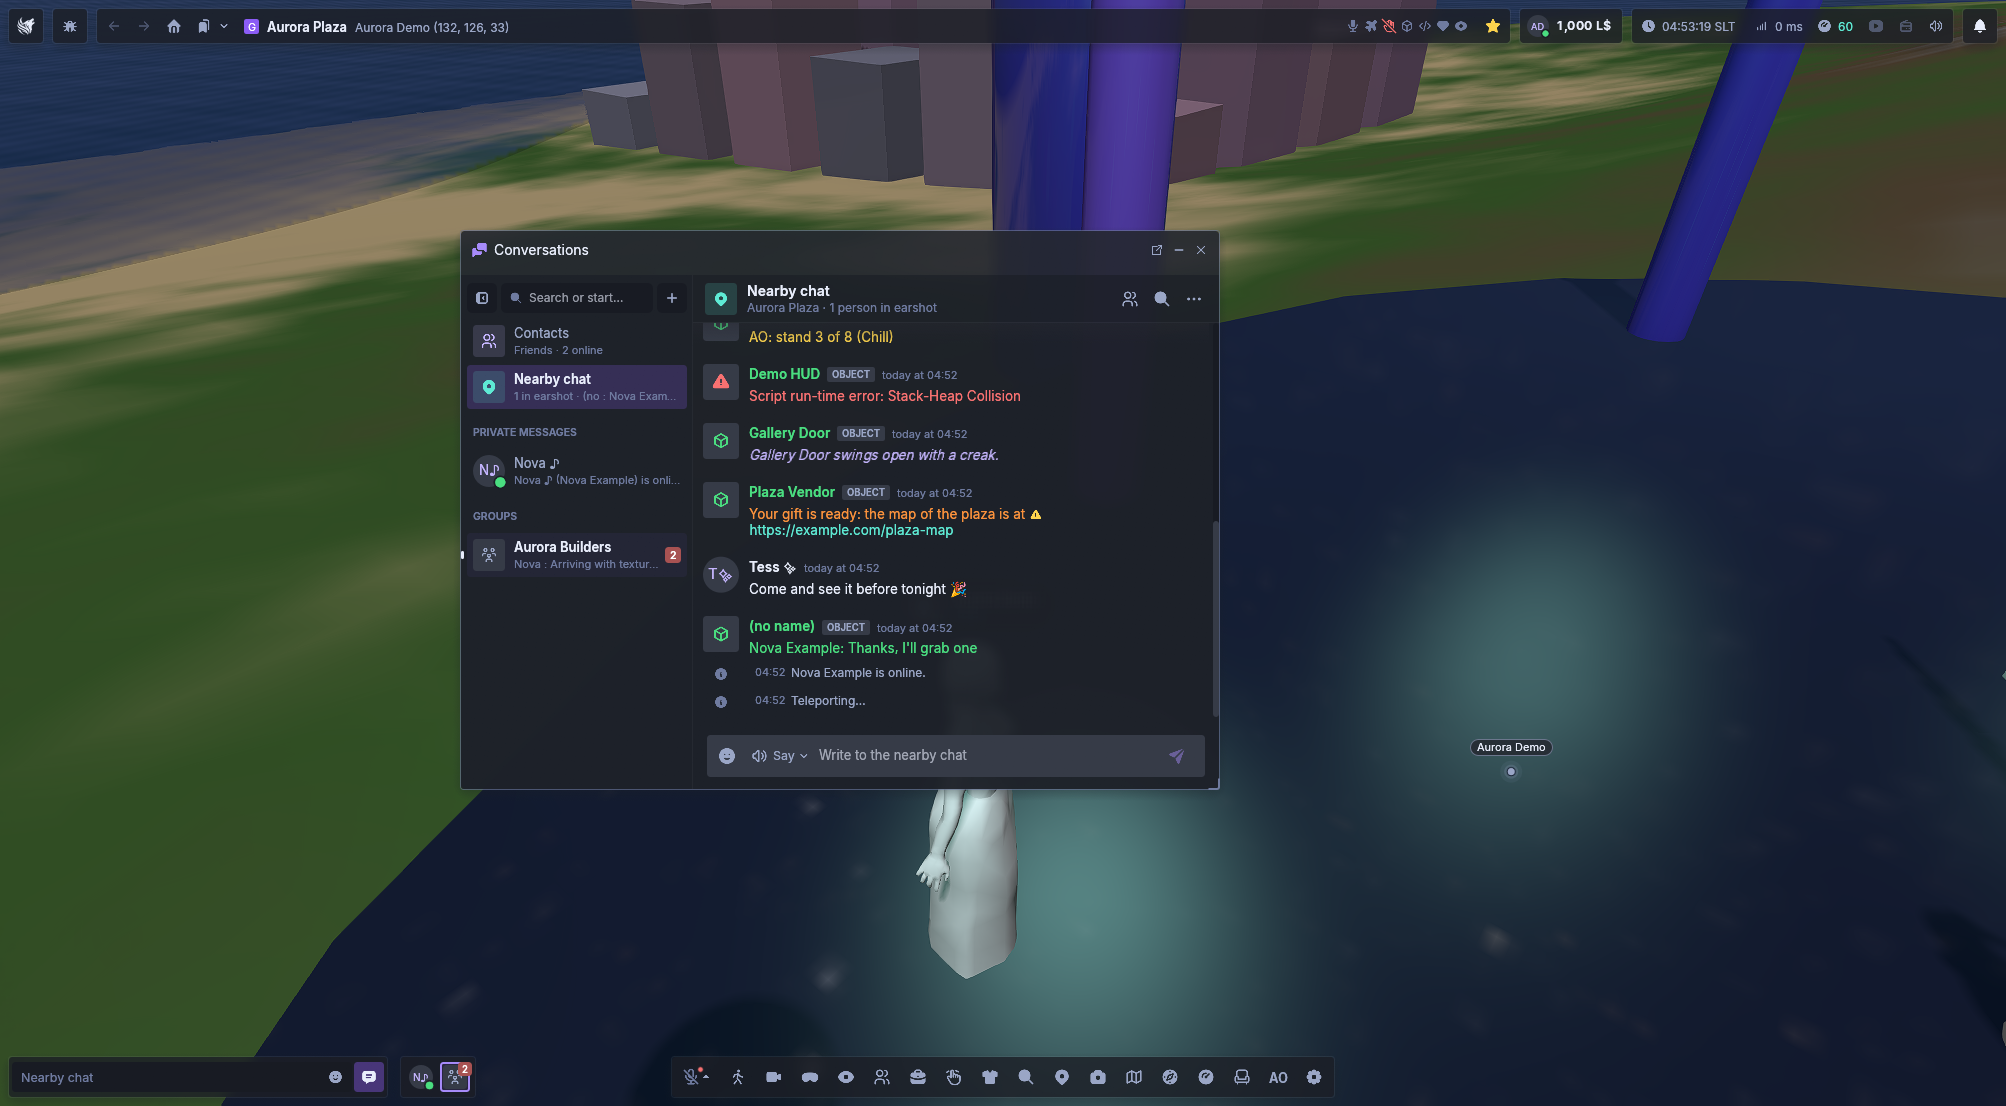 G Aurora Plaza Aurora Demo (132, 126, 33)
AD 1,000 L$
04:53:19 SLT 0 ms 60
Conversations
Search or start...
Contacts
Friends · 2 online
Nearby chat
1 in earshot · (no : Nova Exam...
PRIVATE MESSAGES
N♪ Nova ♪
Nova ♪ (Nova Example) is onli...
GROUPS
Aurora Builders
Nova : Arriving with textur...
2
Nearby chat
Aurora Plaza · 1 person in earshot
AO: stand 3 of 8 (Chill)
Demo HUD OBJECT today at 04:52
Script run-time error: Stack-Heap Collision
Gallery Door OBJECT today at 04:52
Gallery Door swings open with a creak.
Plaza Vendor OBJECT today at 04:52
Your gift is ready: the map of the plaza is at ⚠
https://example.com/plaza-map
T✨ Tess ✨ today at 04:52
Come and see it before tonight 🎉
(no name) OBJECT today at 04:52
Nova Example: Thanks, I'll grab one
04:52 Nova Example is online.
04:52 Teleporting...
Say Write to the nearby chat
Aurora Demo
Nearby chat
N♪
2
AO